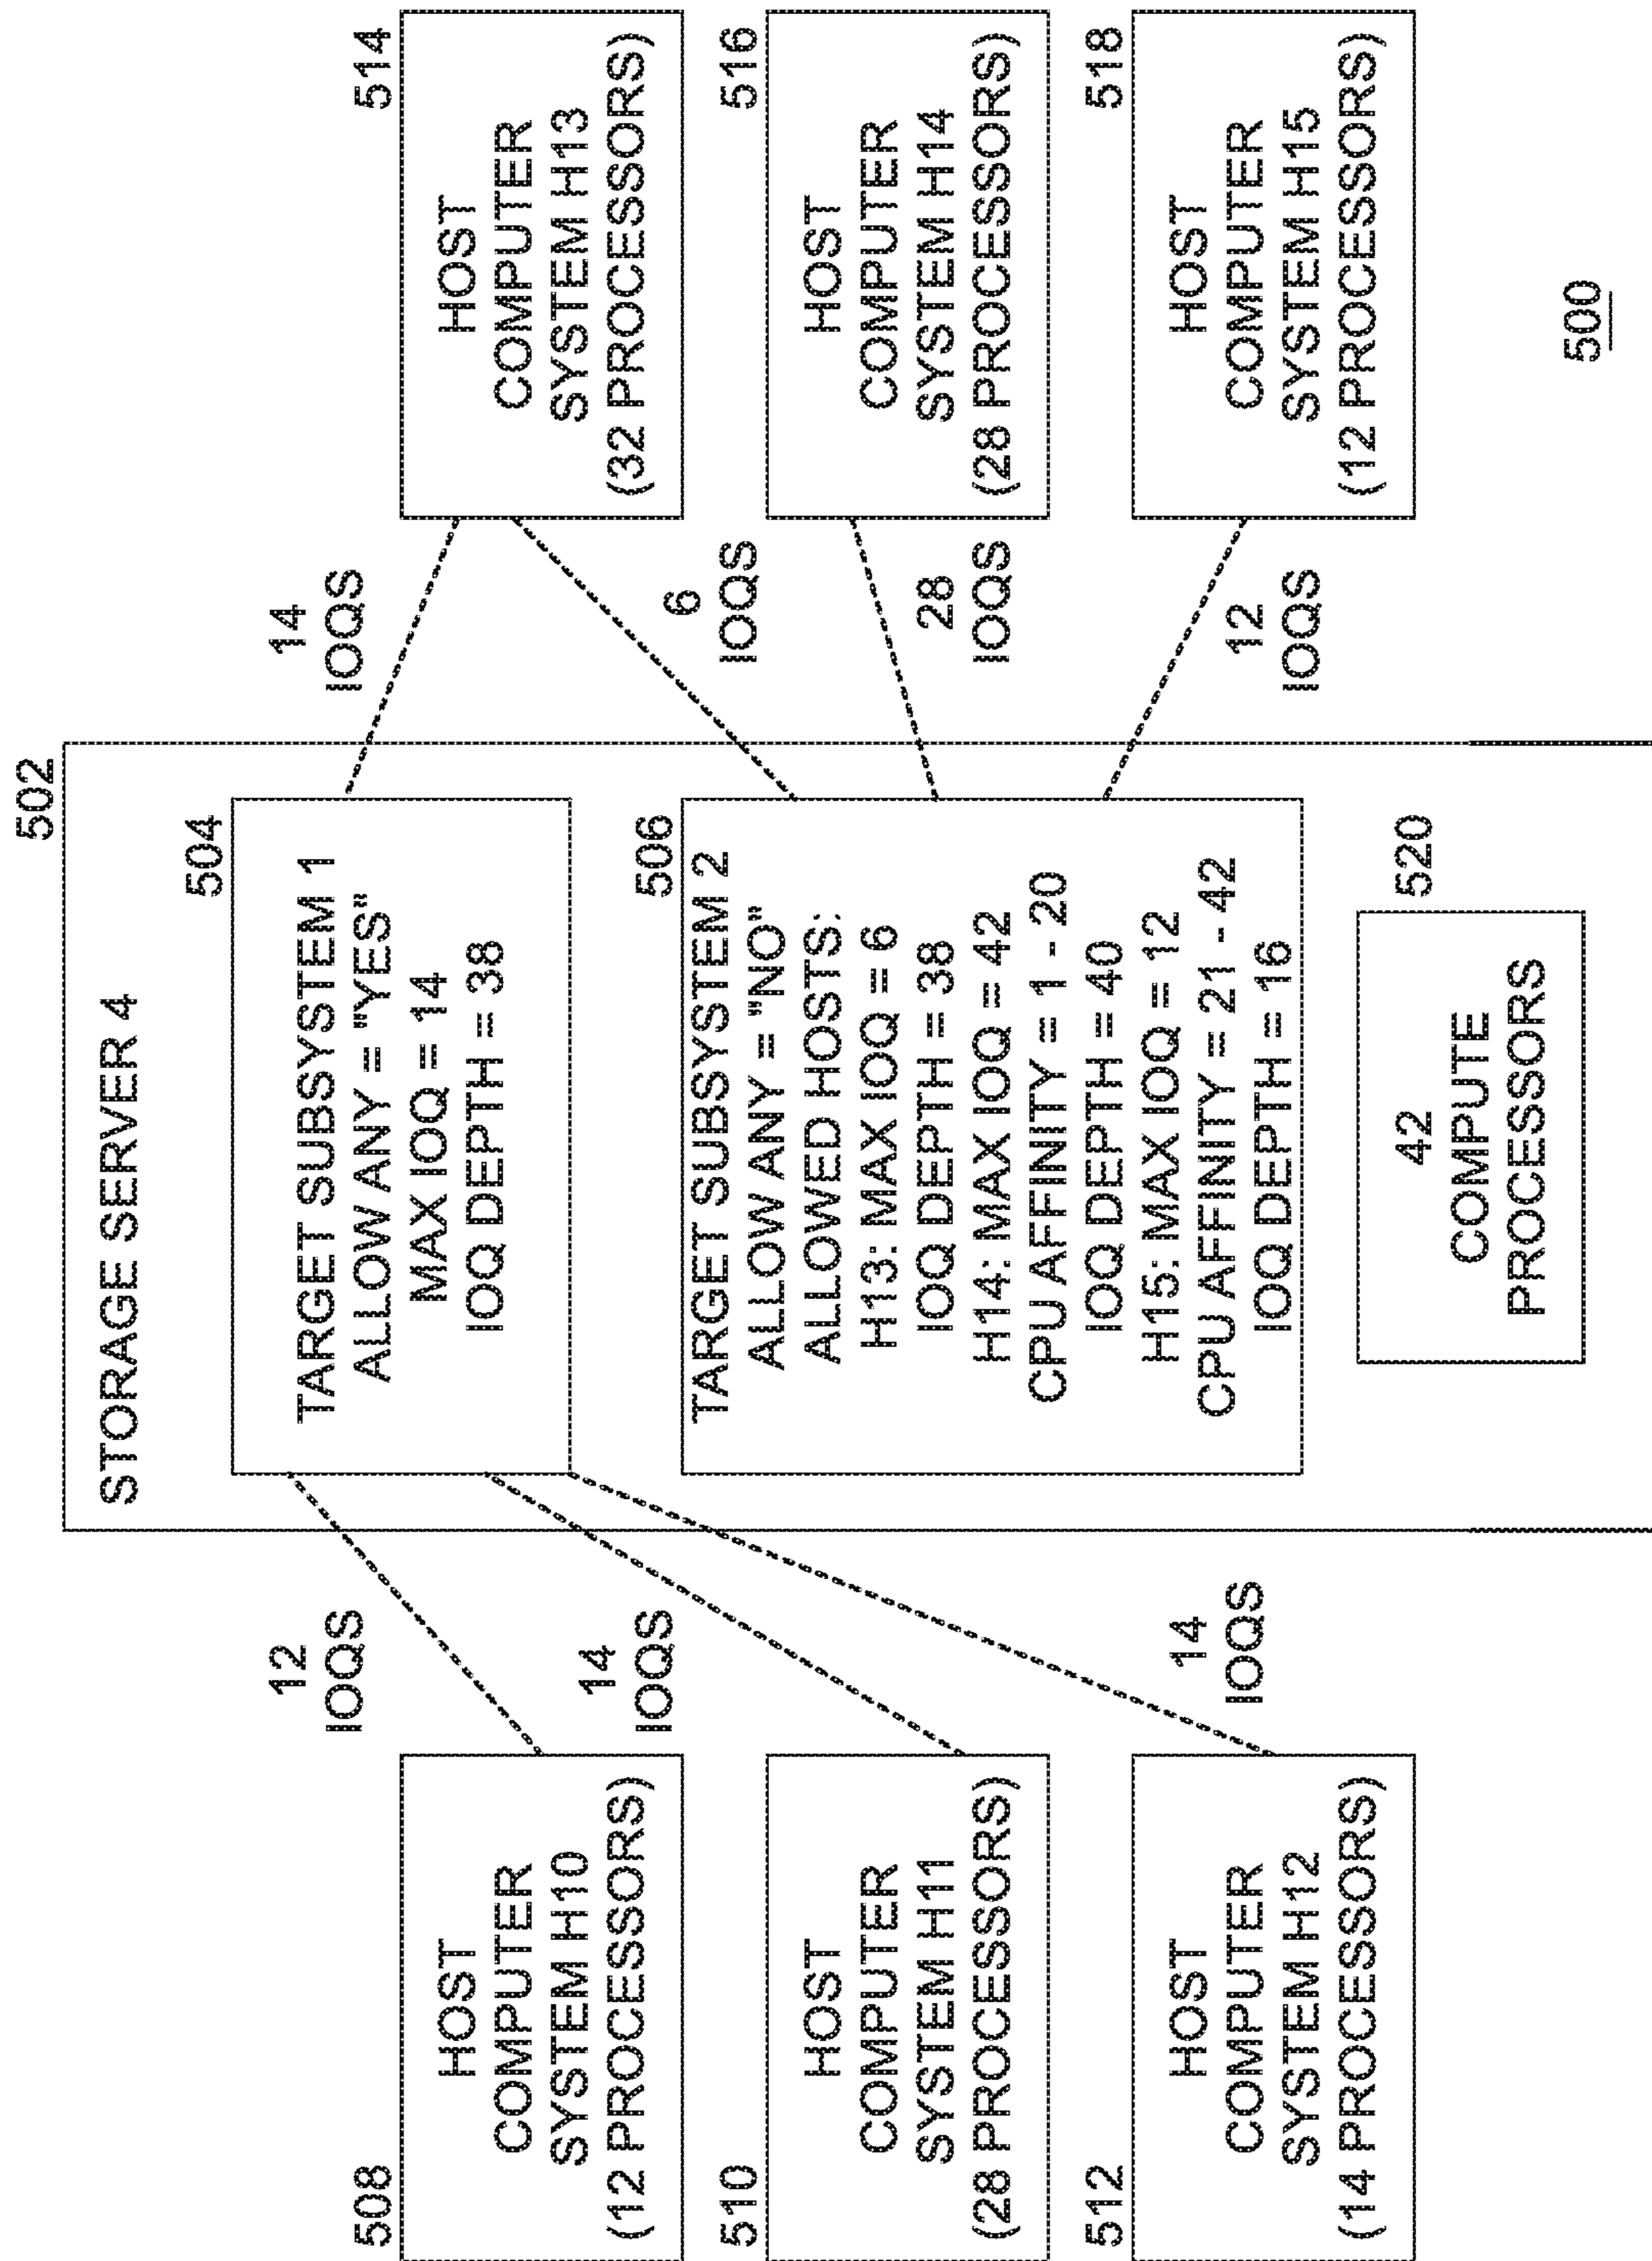 502
STORAGE SERVER 4
504
TARGET SUBSYSTEM 1
ALLOW ANY = "YES"
MAX IOQ = 14
IOQ DEPTH = 38
506
TARGET SUBSYSTEM 2
ALLOW ANY = "NO"
ALLOWED HOSTS:
H13: MAX IOQ = 6
IOQ DEPTH = 38
H14: MAX IOQ = 42
CPU AFFINITY = 1 - 20
IOQ DEPTH = 40
H15: MAX IOQ = 12
CPU AFFINITY = 21 - 42
IOQ DEPTH = 16
520
42
COMPUTE
PROCESSORS
508
HOST
COMPUTER
SYSTEM H10
(12 PROCESSORS)
12
IOQS
510
HOST
COMPUTER
SYSTEM H11
(28 PROCESSORS)
14
IOQS
512
HOST
COMPUTER
SYSTEM H12
(14 PROCESSORS)
14
IOQS
514
HOST
COMPUTER
SYSTEM H13
(32 PROCESSORS)
14
IOQS
6
IOQS
516
HOST
COMPUTER
SYSTEM H14
(28 PROCESSORS)
28
IOQS
518
HOST
COMPUTER
SYSTEM H15
(12 PROCESSORS)
12
IOQS
500